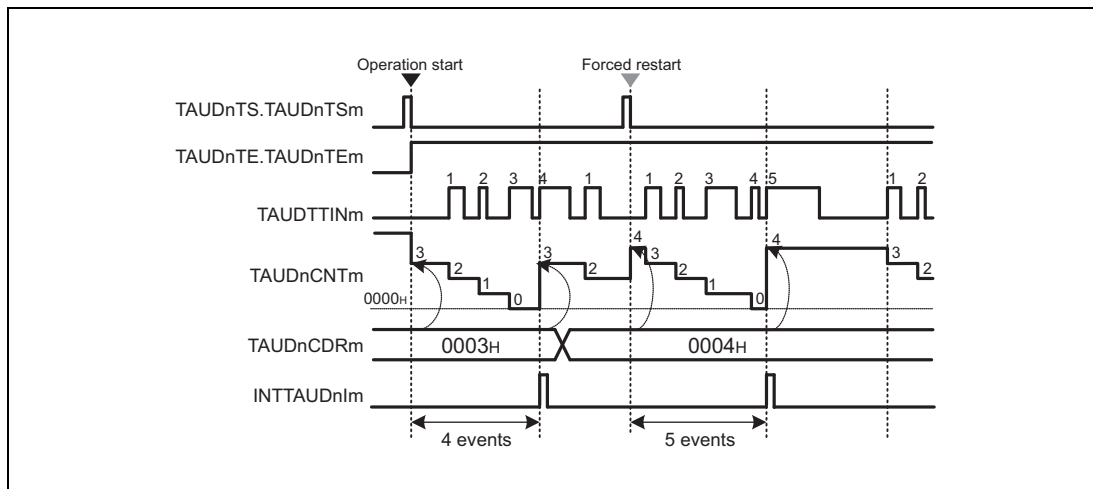 Operation start Forced restart
TAUDnTS.TAUDnTSm
TAUDnTE.TAUDnTEm
1 2 3 4 1 1 2 3 4 5 1 2
TAUDTTINm
4 4
3 3 3 3
2 2 2 2
1 1
TAUDnCNTm
0000H 0 0
TAUDnCDRm 0003H 0004H
INTTAUDnIm
4 events 5 events